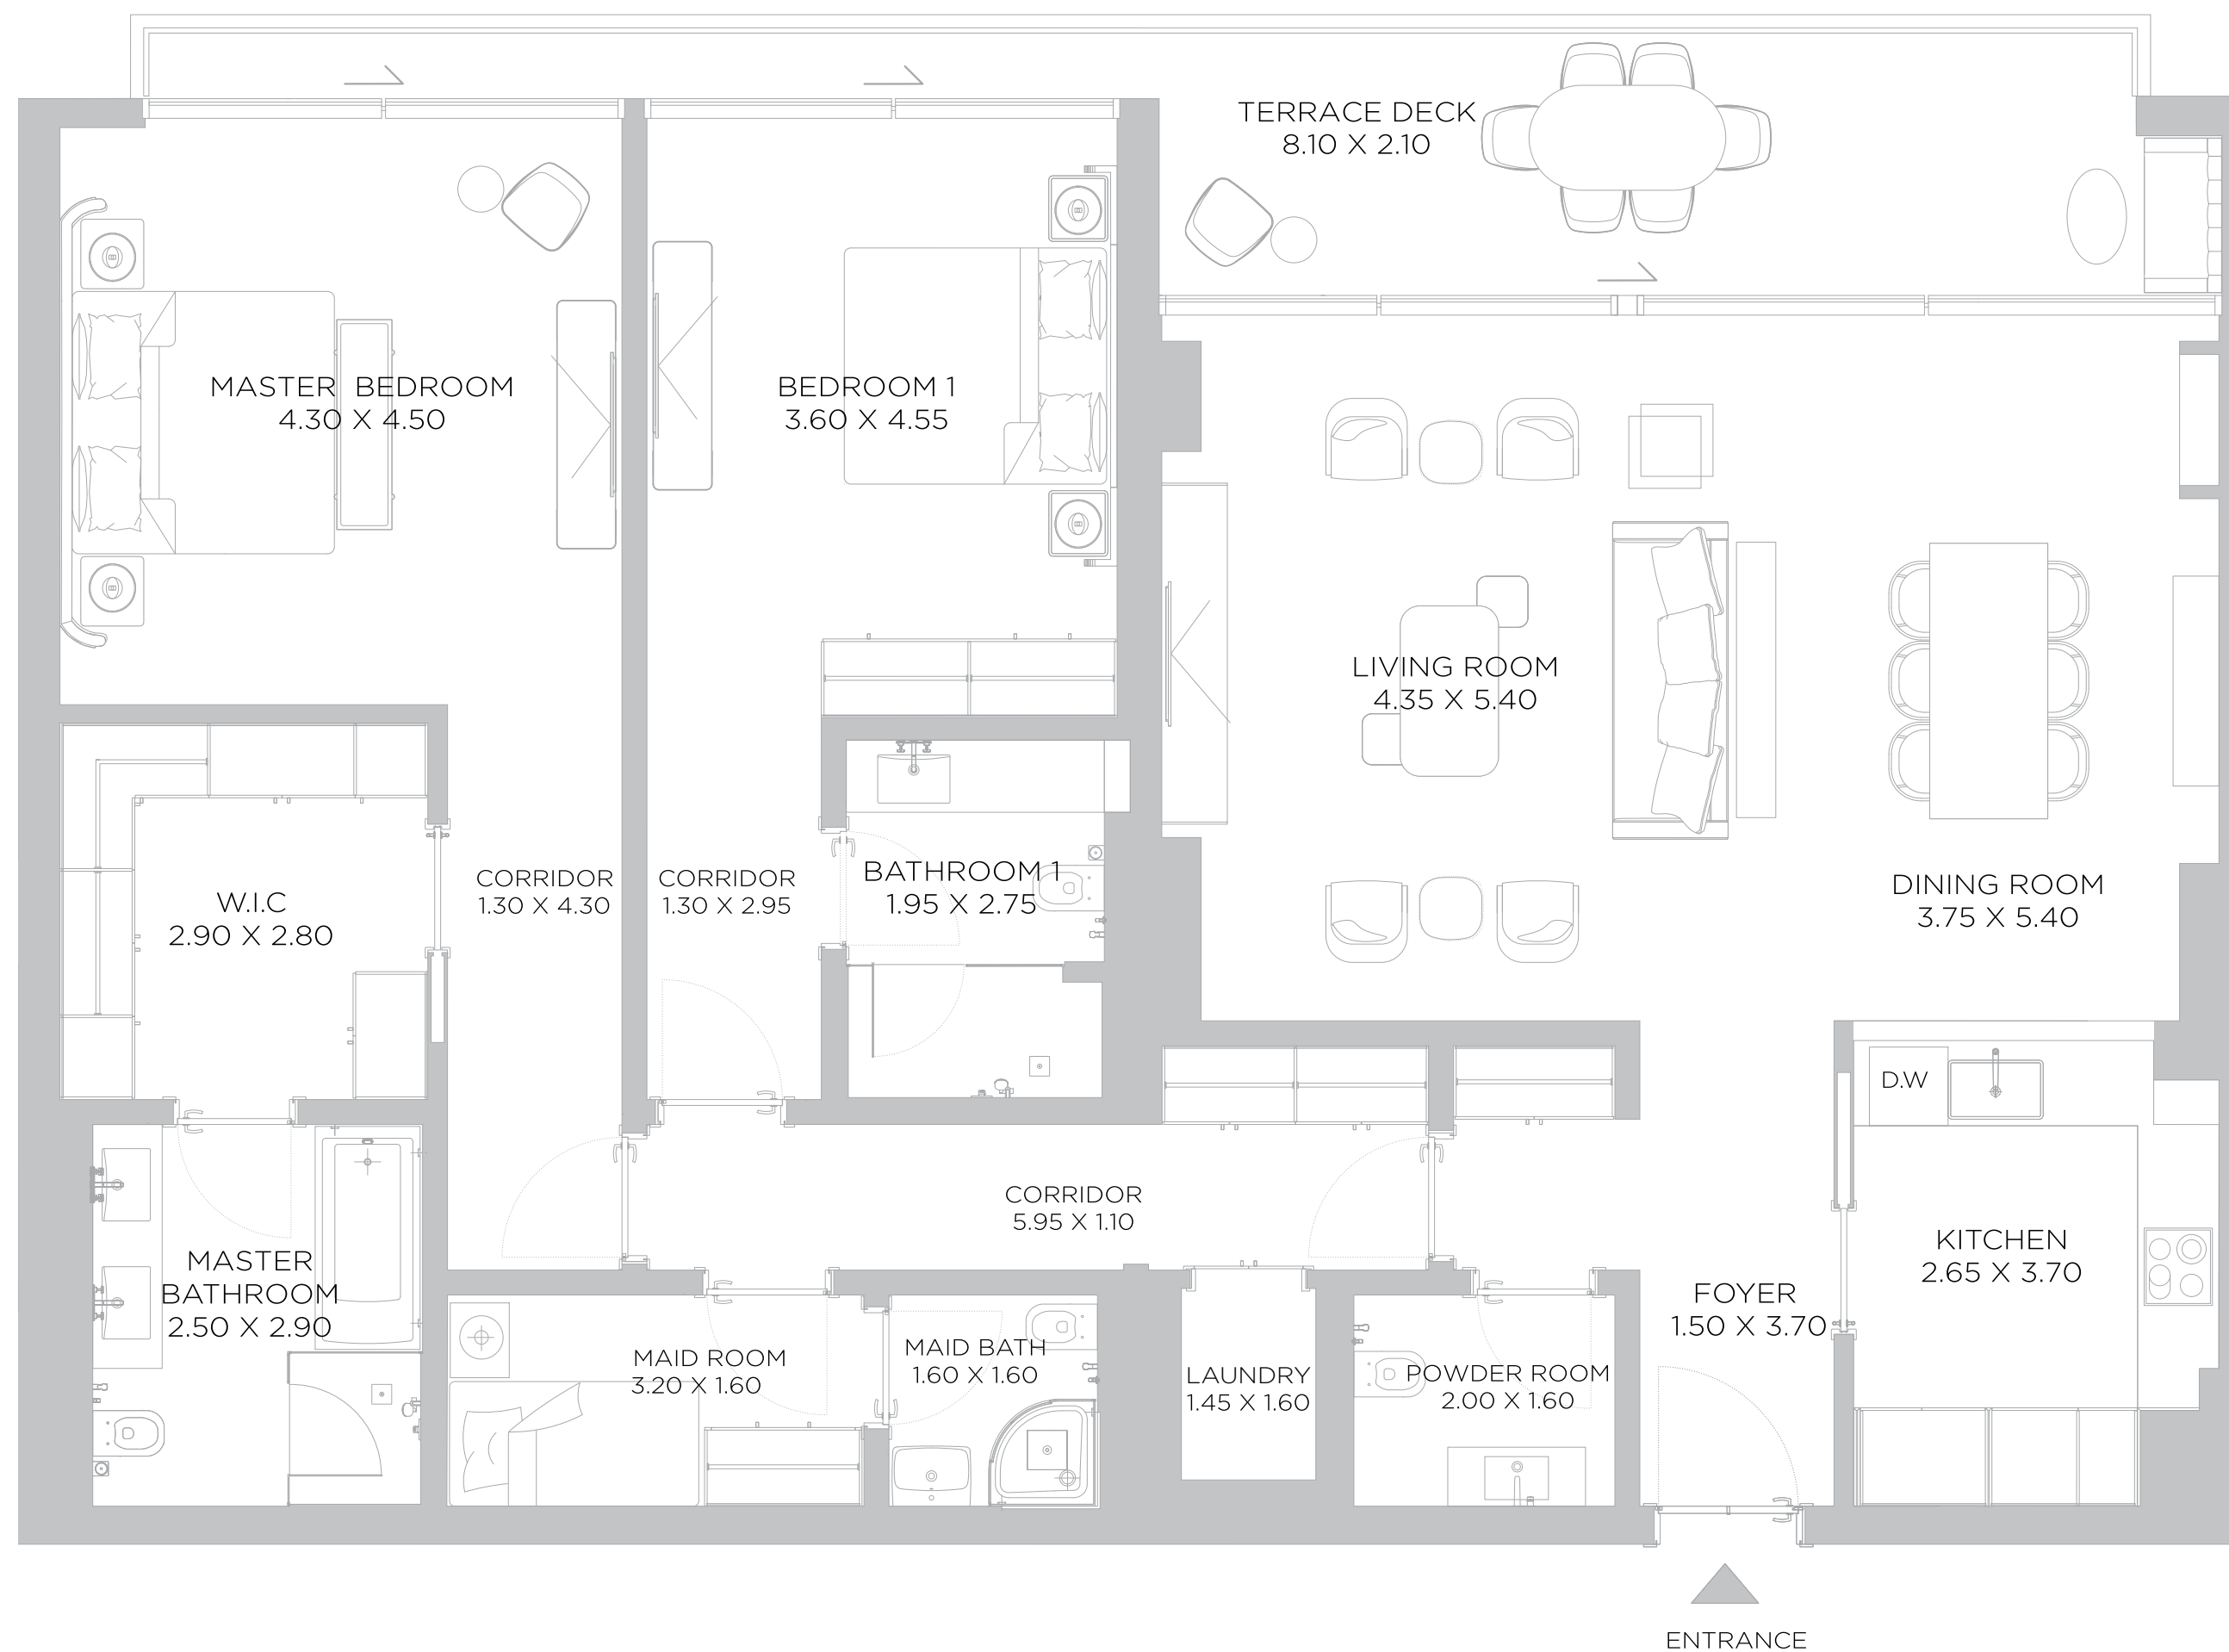 TERRACE DECK
8.10 X 2.10
MASTER BEDROOM
4.30 X 4.50
BEDROOM 1
3.60 X 4.55
LIVING ROOM
4.35 X 5.40
DINING ROOM
3.75 X 5.40
W.I.C
2.90 X 2.80
CORRIDOR
1.30 X 4.30
CORRIDOR
1.30 X 2.95
BATHROOM 1
1.95 X 2.75
D.W
CORRIDOR
5.95 X 1.10
KITCHEN
2.65 X 3.70
MASTER
BATHROOM
2.50 X 2.90
FOYER
1.50 X 3.70
MAID ROOM
3.20 X 1.60
MAID BATH
1.60 X 1.60
LAUNDRY
1.45 X 1.60
POWDER ROOM
2.00 X 1.60
ENTRANCE